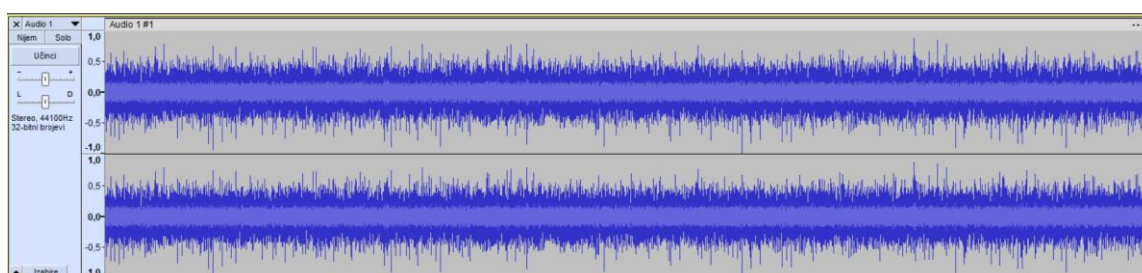 × Audio 1 ▼
Audio 1 #1
...
Nijem Solo
Učinci
- +
L D
Stereo, 44100Hz
32-bitni brojevi
1,0
0,5-
0,0-
-0,5-
-1,0
1,0
0,5-
0,0-
-0,5-
-1,0
Izabire